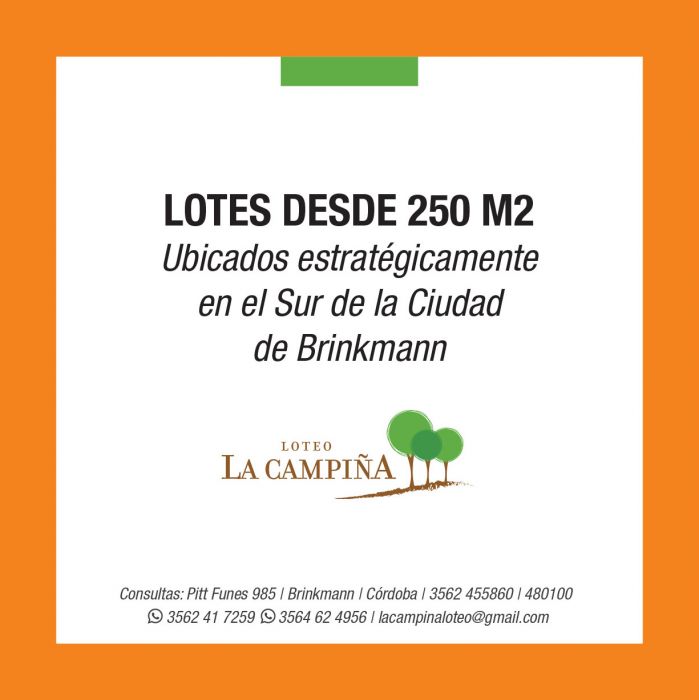 LOTES DESDE 250 M2
Ubicados estratégicamente
en el Sur de la Ciudad
de Brinkmann
LOTEO
LA CAMPIÑA
Consultas: Pitt Funes 985 | Brinkmann | Córdoba | 3562 455860 | 480100
3562 41 7259 3564 62 4956 | lacampinaloteo@gmail.com